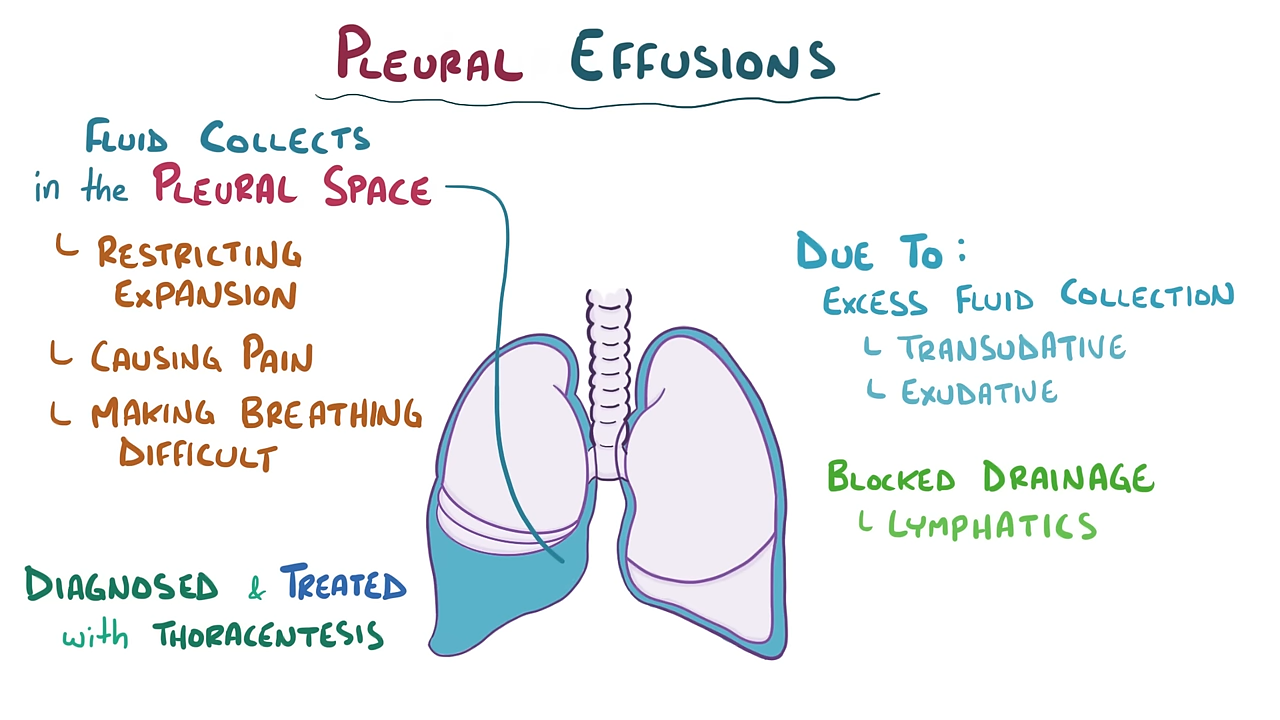 PLEURAL EFFUSIONS
FLUID COLLECTS
in the PLEURAL SPACE
└ RESTRICTING
EXPANSION
└ CAUSING PAIN
└ MAKING BREATHING
DIFFICULT
DIAGNOSED & TREATED
with THORACENTESIS
DUE TO:
EXCESS FLUID COLLECTION
└ TRANSUDATIVE
└ EXUDATIVE
BLOCKED DRAINAGE
└ LYMPHATICS